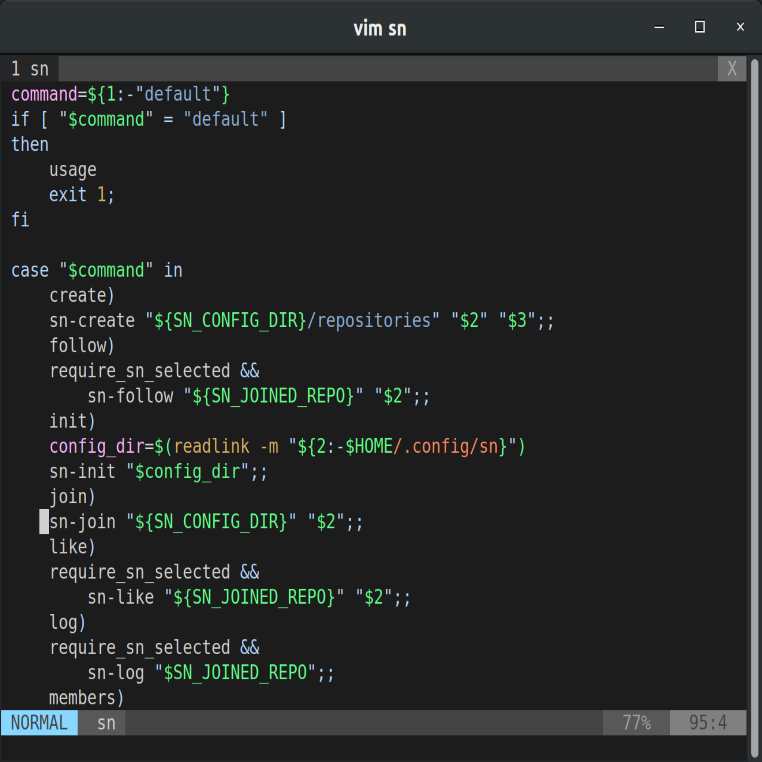 vim sn
1 sn X
command=${1:-"default"}
if [ "$command" = "default" ]
then
    usage
    exit 1;
fi

case "$command" in
    create)
    sn-create "${SN_CONFIG_DIR}/repositories" "$2" "$3";;
    follow)
    require_sn_selected &&
        sn-follow "${SN_JOINED_REPO}" "$2";;
    init)
    config_dir=$(readlink -m "${2:-$HOME/.config/sn}")
    sn-init "$config_dir";;
    join)
    sn-join "${SN_CONFIG_DIR}" "$2";;
    like)
    require_sn_selected &&
        sn-like "${SN_JOINED_REPO}" "$2";;
    log)
    require_sn_selected &&
        sn-log "$SN_JOINED_REPO";;
    members)
NORMAL sn 77% 95:4